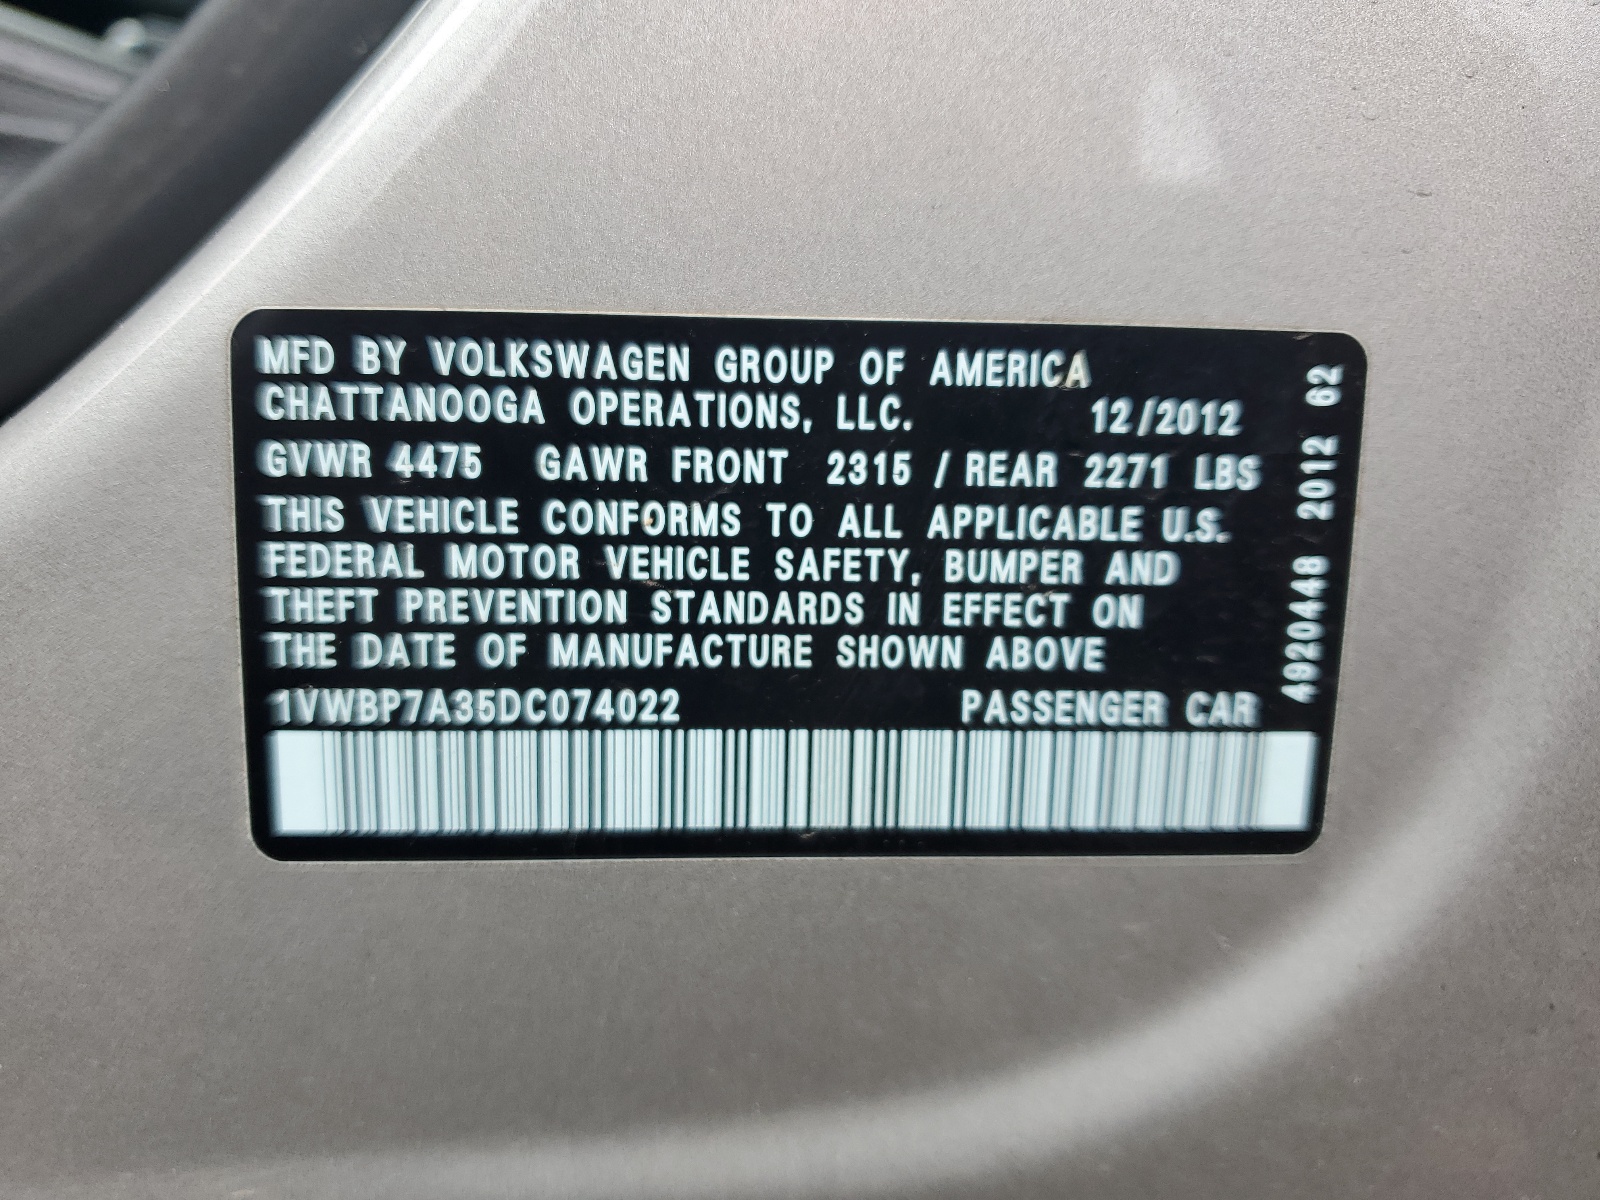 MFD BY VOLKSWAGEN GROUP OF AMERICA
CHATTANOOGA OPERATIONS, LLC. 12/2012
GVWR 4475 GAWR FRONT 2315 / REAR 2271 LBS
THIS VEHICLE CONFORMS TO ALL APPLICABLE U.S.
FEDERAL MOTOR VEHICLE SAFETY, BUMPER AND
THEFT PREVENTION STANDARDS IN EFFECT ON
THE DATE OF MANUFACTURE SHOWN ABOVE
1VWBP7A35DC074022 PASSENGER CAR
4920448 2012 62